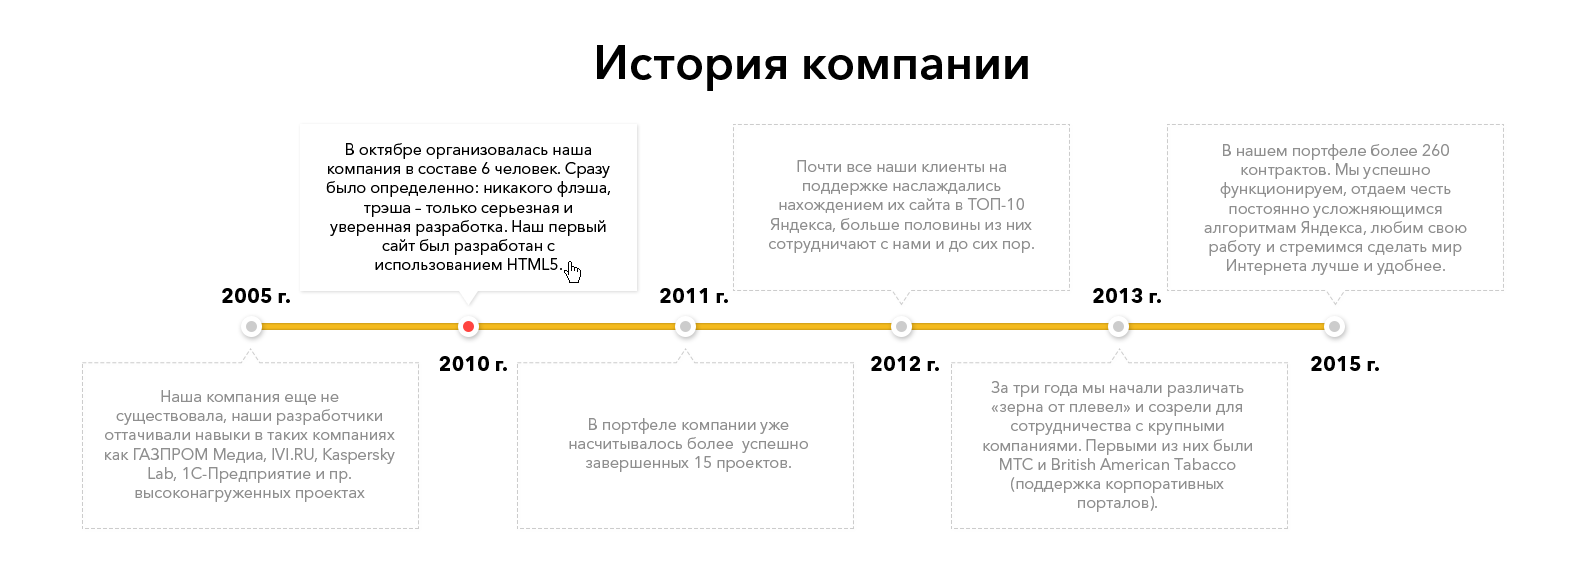 История компании
2005 г.
Наша компания еще не
существовала, наши разработчики
оттачивали навыки в таких компаниях
как ГАЗПРОМ Медиа, IVI.RU, Kaspersky
Lab, 1С-Предприятие и пр.
высоконагруженных проектах
В октябре организовалась наша
компания в составе 6 человек. Сразу
было определенно: никакого флэша,
трэша – только серьезная и
уверенная разработка. Наш первый
сайт был разработан с
использованием HTML5.
2010 г.
2011 г.
В портфеле компании уже
насчитывалось более  успешно
завершенных 15 проектов.
Почти все наши клиенты на
поддержке наслаждались
нахождением их сайта в ТОП-10
Яндекса, больше половины из них
сотрудничают с нами и до сих пор.
2012 г.
2013 г.
За три года мы начали различать
«зерна от плевел» и созрели для
сотрудничества с крупными
компаниями. Первыми из них были
МТС и British American Tabacco
(поддержка корпоративных
порталов).
В нашем портфеле более 260
контрактов. Мы успешно
функционируем, отдаем честь
постоянно усложняющимся
алгоритмам Яндекса, любим свою
работу и стремимся сделать мир
Интернета лучше и удобнее.
2015 г.